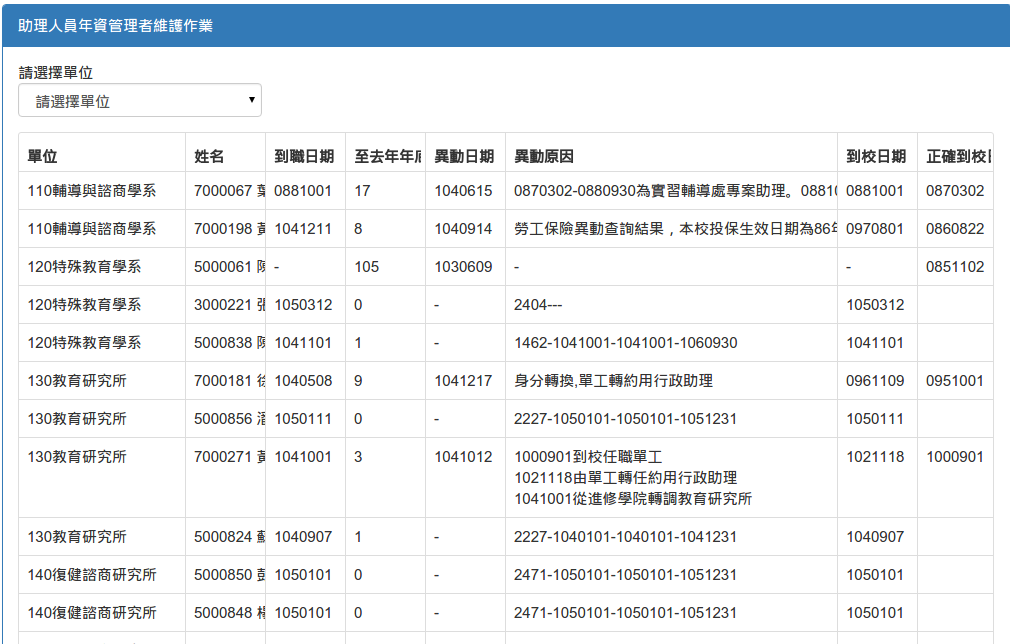 助理人員年資管理者維護作業
請選擇單位
請選擇單位
單位 姓名 到職日期 至去年年 異動日期 異動原因 到校日期 正確到校
110輔導與諮商學系 7000067 葉 0881001 17 1040615 0870302-0880930為實習輔導處專案助理。0881 0881001 0870302
110輔導與諮商學系 7000198 黃 1041211 8 1040914 勞工保險異動查詢結果，本校投保生效日期為86年 0970801 0860822
120特殊教育學系 5000061 陳 - 105 1030609 - - 0851102
120特殊教育學系 3000221 張 1050312 0 - 2404--- 1050312
120特殊教育學系 5000838 陳 1041101 1 - 1462-1041001-1041001-1060930 1041101
130教育研究所 7000181 徐 1040508 9 1041217 身分轉換,單工轉約用行政助理 0961109 0951001
130教育研究所 5000856 1050111 0 - 2227-1050101-1050101-1051231 1050111
130教育研究所 7000271 黃 1041001 3 1041012 1000901到校任職單工 1021118 1000901
1021118由單工轉任約用行政助理
1041001從進修學院轉調教育研究所
130教育研究所 5000824 蘇 1040907 1 - 2227-1040101-1040101-1041231 1040907
140復健諮商研究所 5000850 彭 1050101 0 - 2471-1050101-1050101-1051231 1050101
140復健諮商研究所 5000848 楊 1050101 0 - 2471-1050101-1050101-1051231 1050101